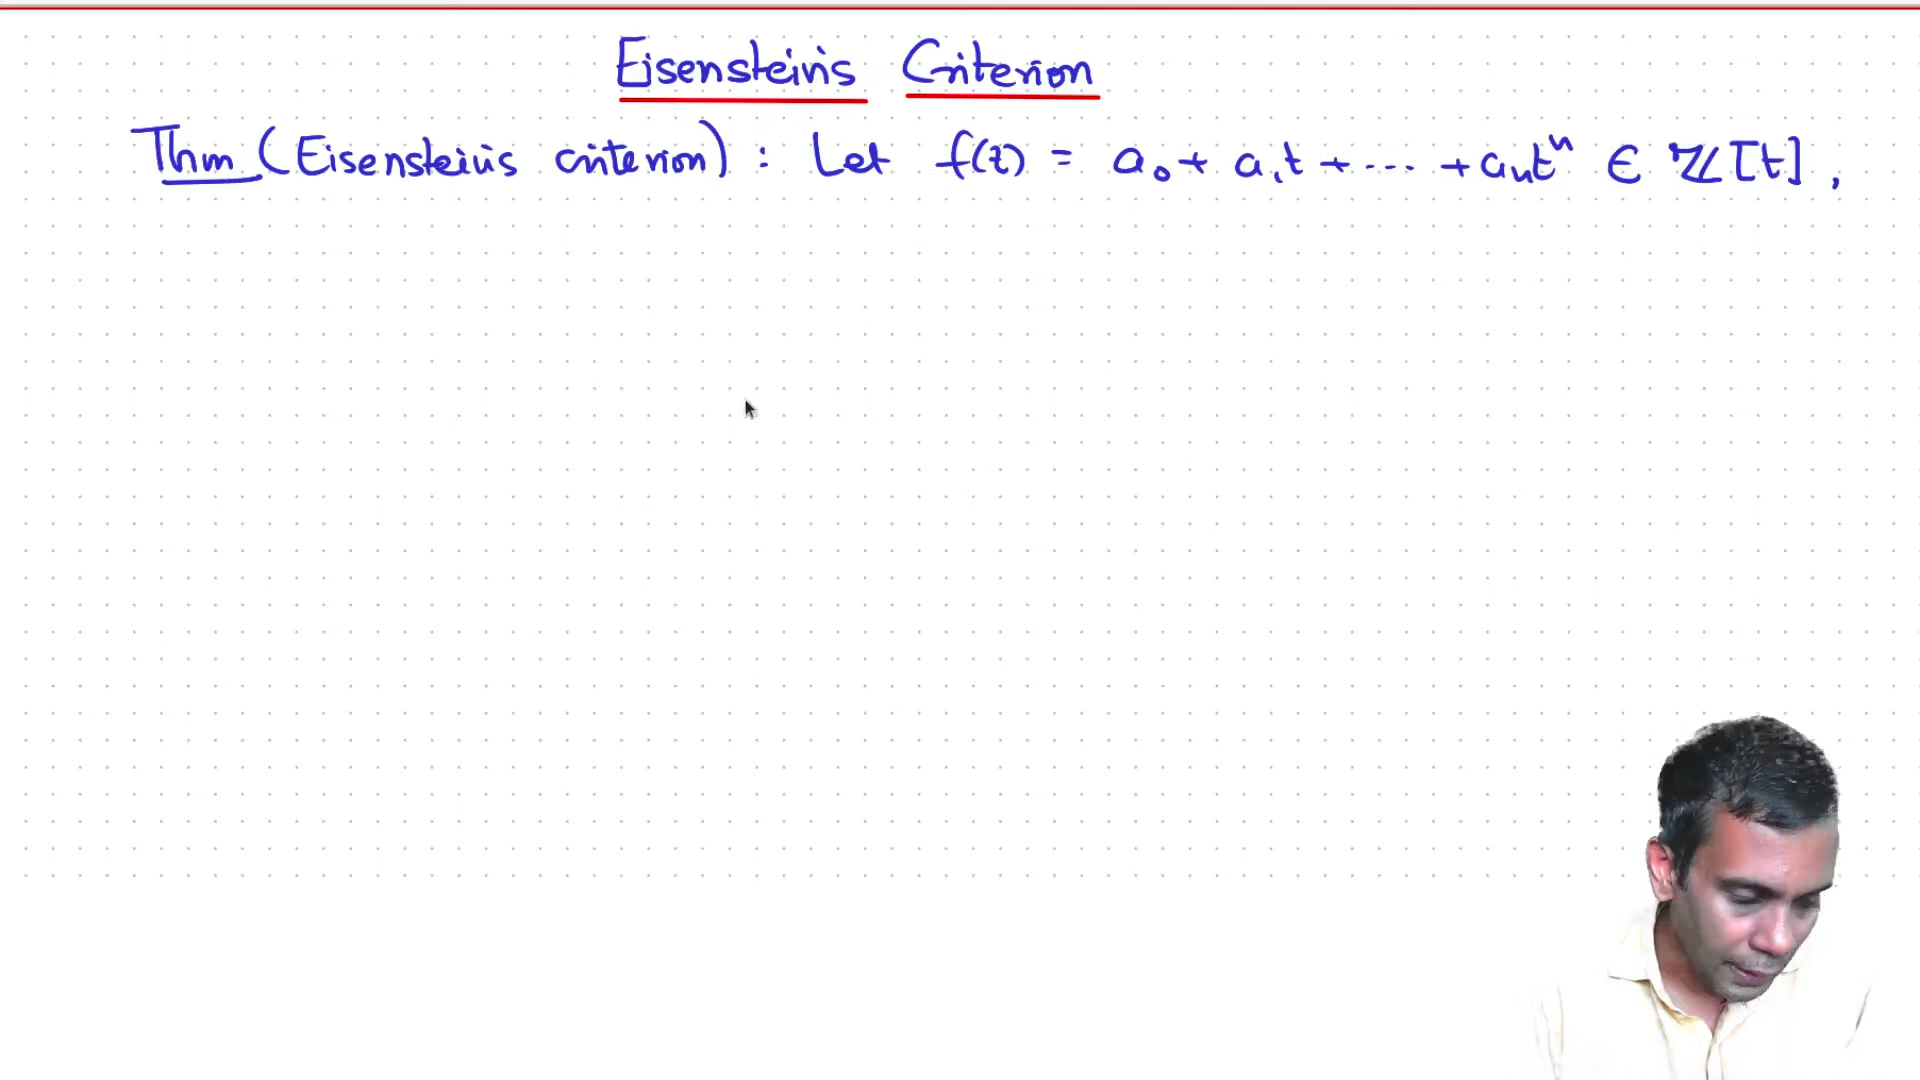 Eisenstein's Criterion
Thm (Eisenstein's criterion) : Let f(t) = a₀ + a₁t + ... + aₙtⁿ ∈ ℤ[t],